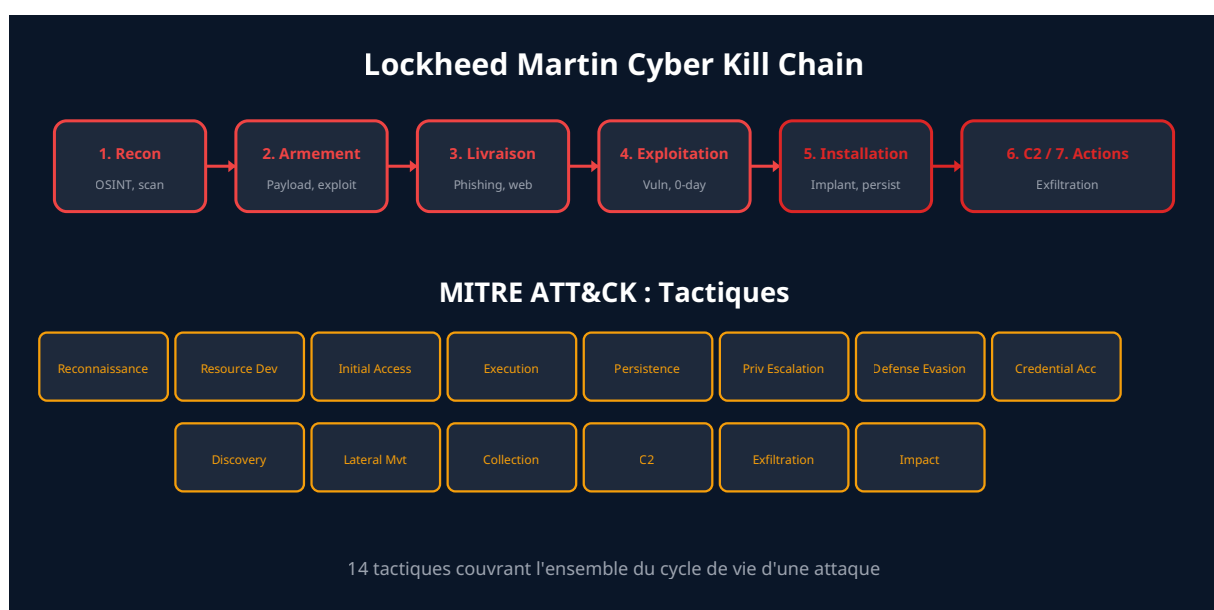 Lockheed Martin Cyber Kill Chain
1. Recon
OSINT, scan
2. Armement
Payload, exploit
3. Livraison
Phishing, web
4. Exploitation
Vuln, 0-day
5. Installation
Implant, persist
6. C2 / 7. Actions
Exfiltration
MITRE ATT&CK : Tactiques
Reconnaissance
Resource Dev
Initial Access
Execution
Persistence
Priv Escalation
Defense Evasion
Credential Acc
Discovery
Lateral Mvt
Collection
C2
Exfiltration
Impact
14 tactiques couvrant l'ensemble du cycle de vie d'une attaque